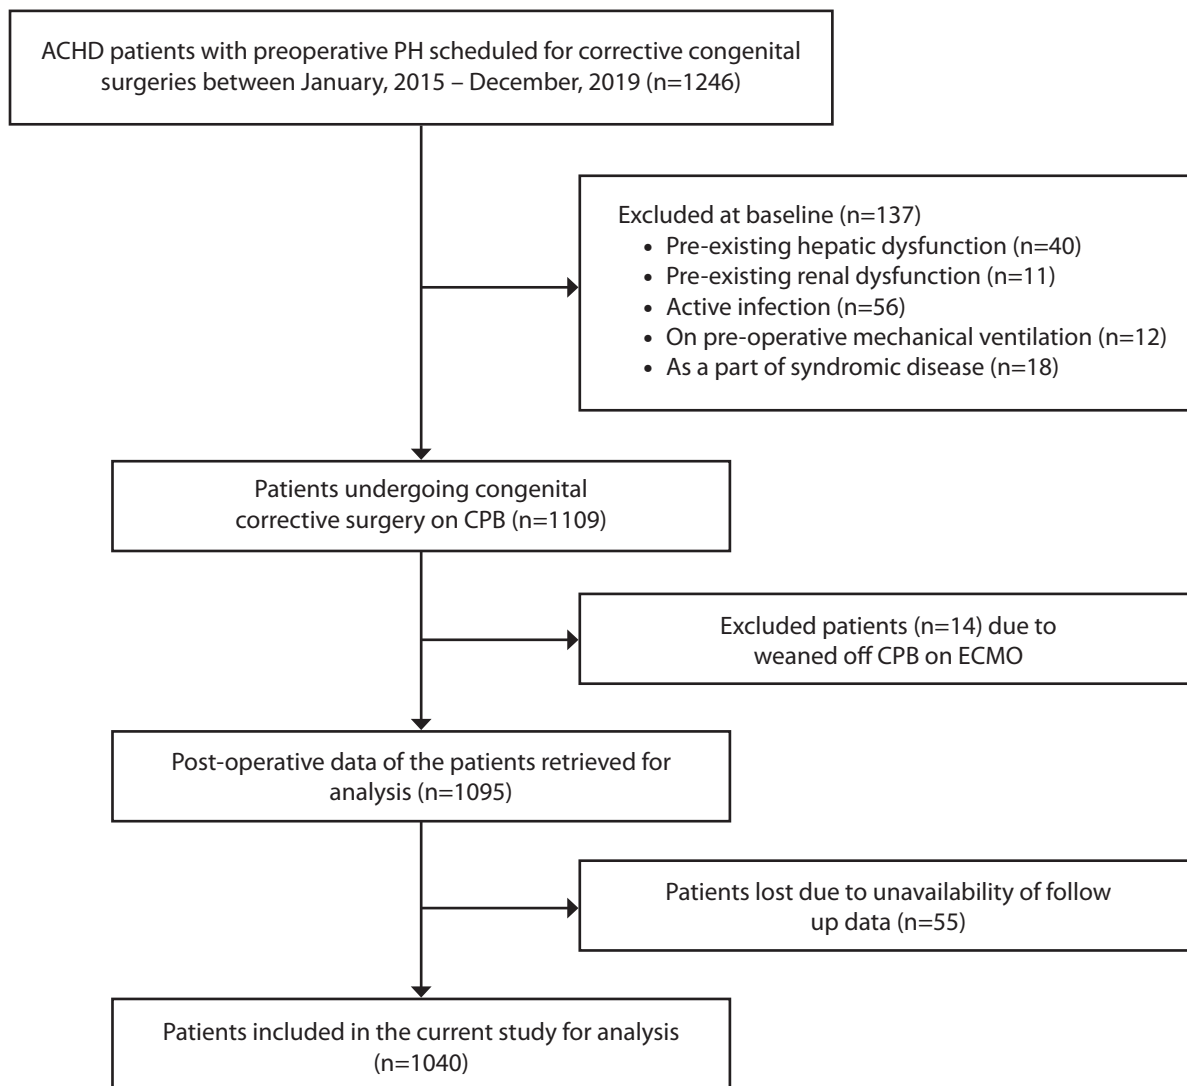 ACHD patients with preoperative PH scheduled for corrective congenital
surgeries between January, 2015 – December, 2019 (n=1246)
Excluded at baseline (n=137)
• Pre-existing hepatic dysfunction (n=40)
• Pre-existing renal dysfunction (n=11)
• Active infection (n=56)
• On pre-operative mechanical ventilation (n=12)
• As a part of syndromic disease (n=18)
Patients undergoing congenital
corrective surgery on CPB (n=1109)
Excluded patients (n=14) due to
weaned off CPB on ECMO
Post-operative data of the patients retrieved for
analysis (n=1095)
Patients lost due to unavailability of follow
up data (n=55)
Patients included in the current study for analysis
(n=1040)